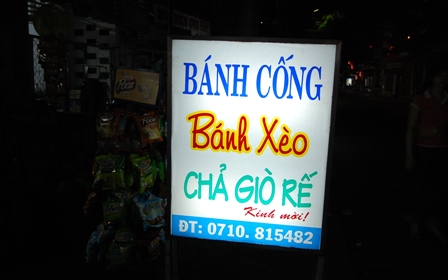 BÁNH CỐNG
Bánh Xèo
CHẢ GIÒ RẾ
Kính mời!
ĐT: 0710. 815482